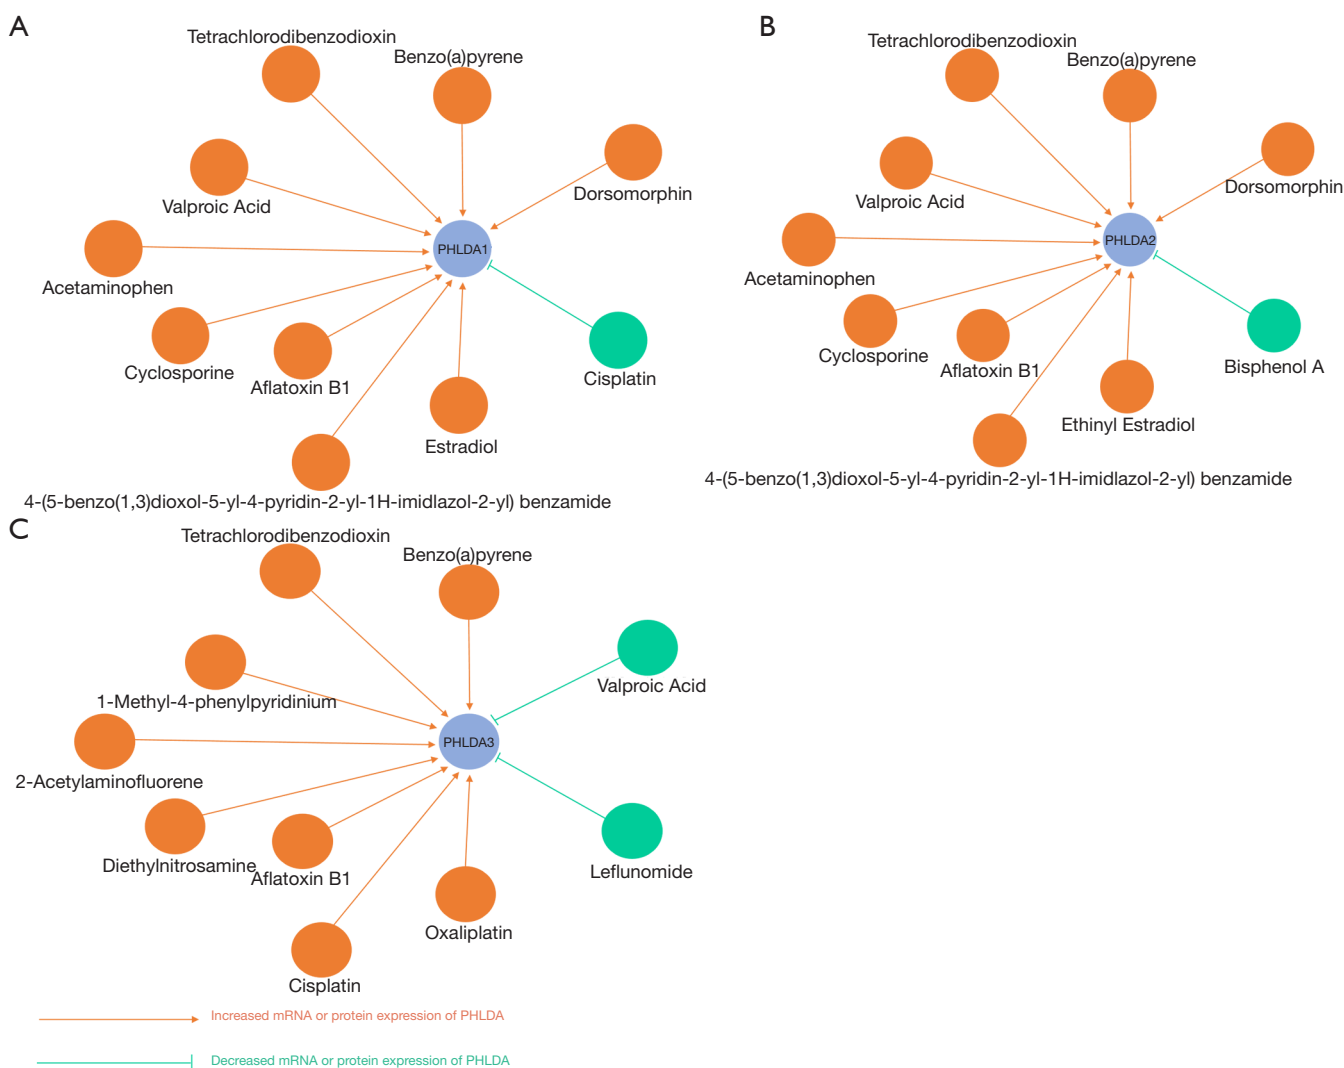 A
Tetrachlorodibenzodioxin
Benzo(a)pyrene
Dorsomorphin
Valproic Acid
PHLDA1
Acetaminophen
Cyclosporine
Aflatoxin B1
Cisplatin
Estradiol
4-(5-benzo(1,3)dioxol-5-yl-4-pyridin-2-yl-1H-imidlazol-2-yl) benzamide
B
Tetrachlorodibenzodioxin
Benzo(a)pyrene
Dorsomorphin
Valproic Acid
PHLDA2
Acetaminophen
Cyclosporine
Aflatoxin B1
Bisphenol A
Ethinyl Estradiol
4-(5-benzo(1,3)dioxol-5-yl-4-pyridin-2-yl-1H-imidlazol-2-yl) benzamide
C
Tetrachlorodibenzodioxin
Benzo(a)pyrene
Valproic Acid
1-Methyl-4-phenylpyridinium
PHLDA3
2-Acetylaminofluorene
Diethylnitrosamine
Aflatoxin B1
Leflunomide
Oxaliplatin
Cisplatin
Increased mRNA or protein expression of PHLDA
Decreased mRNA or protein expression of PHLDA